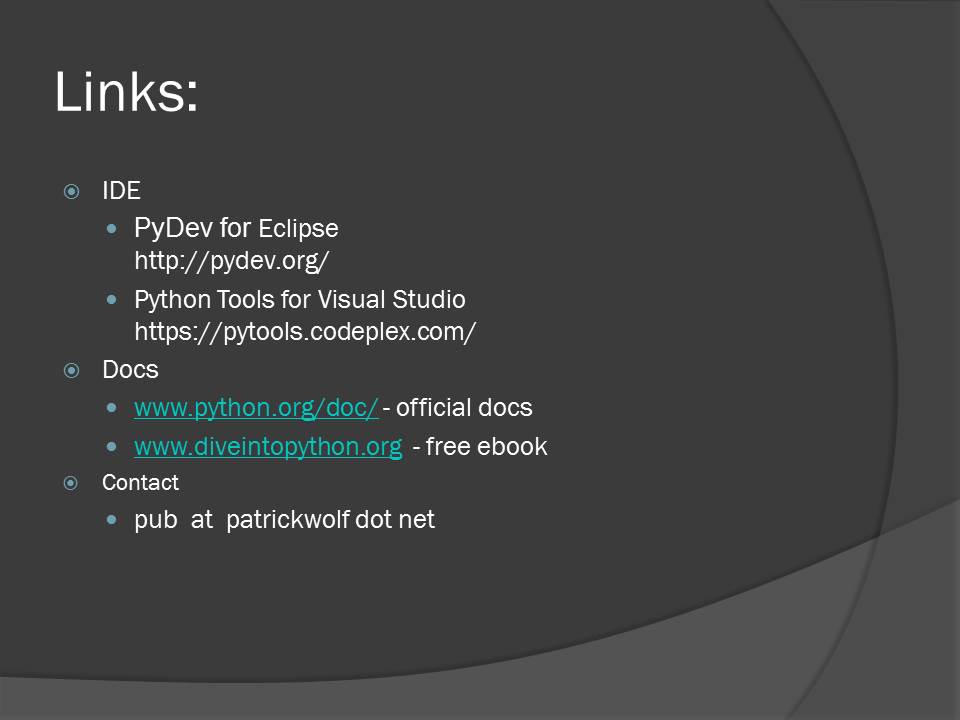 Links:
IDE
PyDev for Eclipse
http://pydev.org/
Python Tools for Visual Studio
https://pytools.codeplex.com/
Docs
www.python.org/doc/ - official docs
www.diveintopython.org - free ebook
Contact
pub at patrickwolf dot net